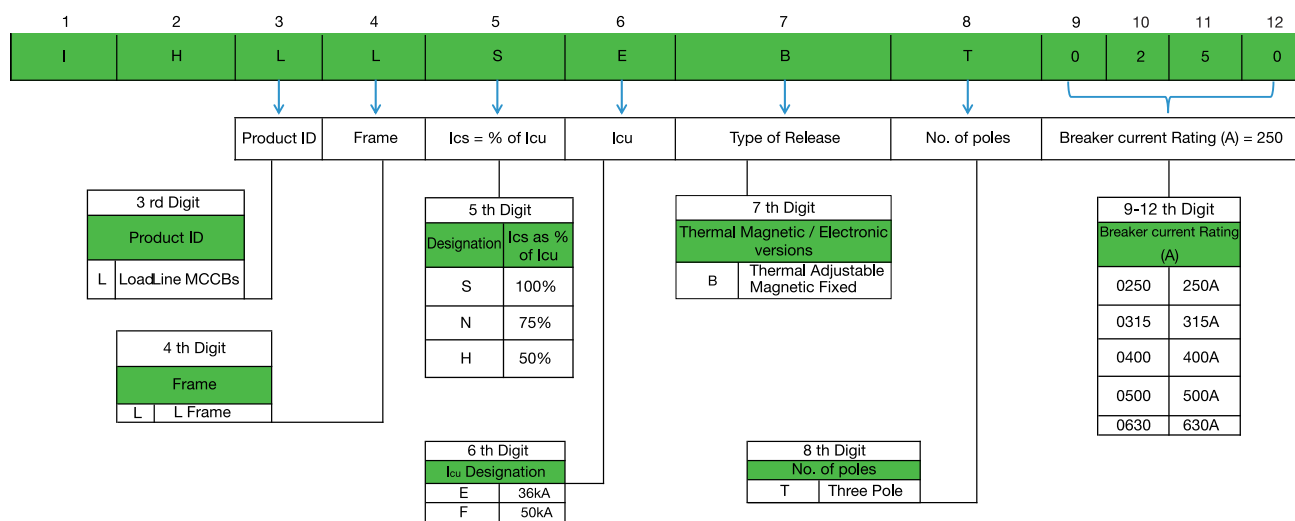 1 2 3 4 5 6 7 8 9 10 11 12
I H L L S E B T 0 2 5 0
Product ID Frame Ics = % of Icu Icu Type of Release No. of poles Breaker current Rating (A) = 250
3 rd Digit
Product ID
L LoadLine MCCBs
4 th Digit
Frame
L L Frame
5 th Digit
Designation Ics as %
of Icu
S 100%
N 75%
H 50%
6 th Digit
Icu Designation
E 36kA
F 50kA
7 th Digit
Thermal Magnetic / Electronic
versions
B Thermal Adjustable
Magnetic Fixed
8 th Digit
No. of poles
T Three Pole
9-12 th Digit
Breaker current Rating
(A)
0250 250A
0315 315A
0400 400A
0500 500A
0630 630A